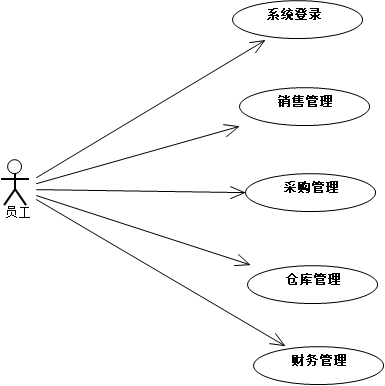 系统登录
销售管理
采购管理
员工
仓库管理
财务管理